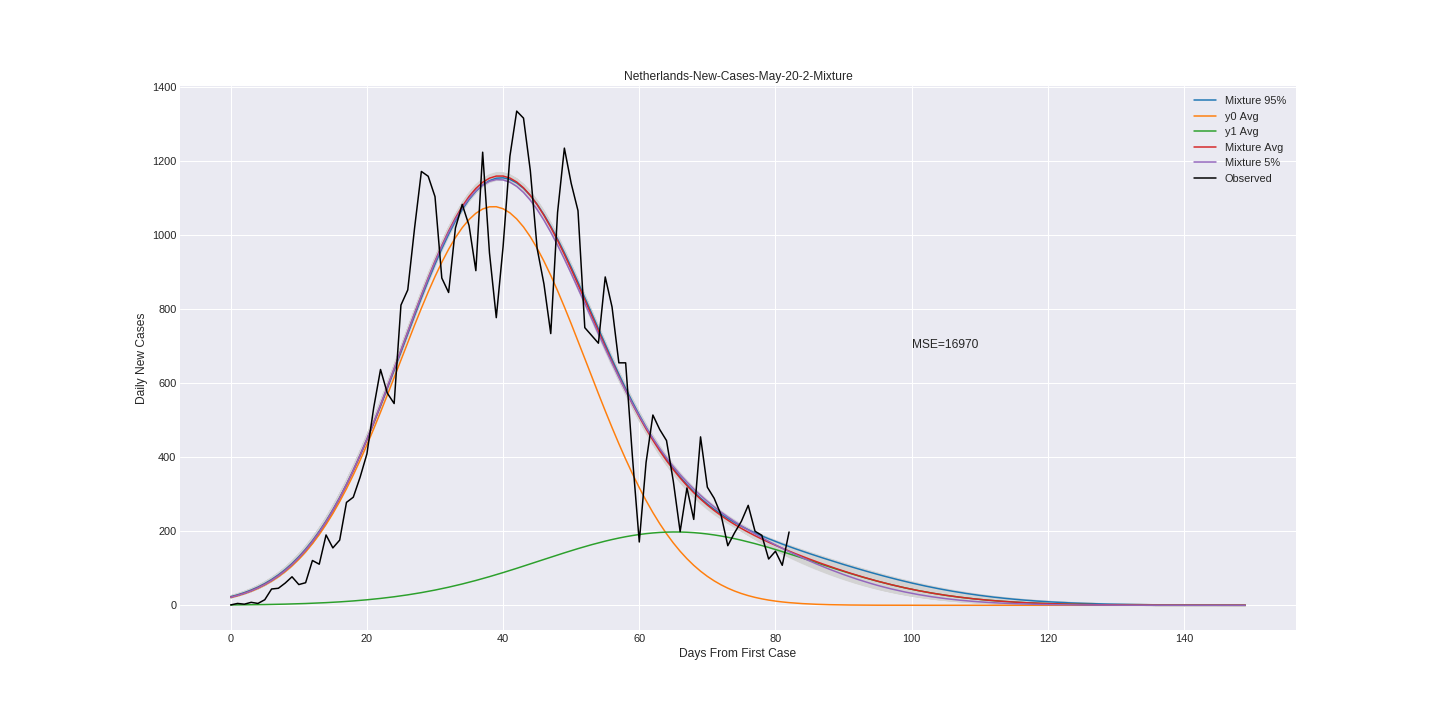 Netherlands-New-Cases-May-20-2-Mixture
1400
1200
1000
800
600
400
200
0
Daily New Cases
Mixture 95%
y0 Avg
y1 Avg
Mixture Avg
Mixture 5%
Observed
MSE=16970
0 20 40 60 80 100 120 140
Days From First Case